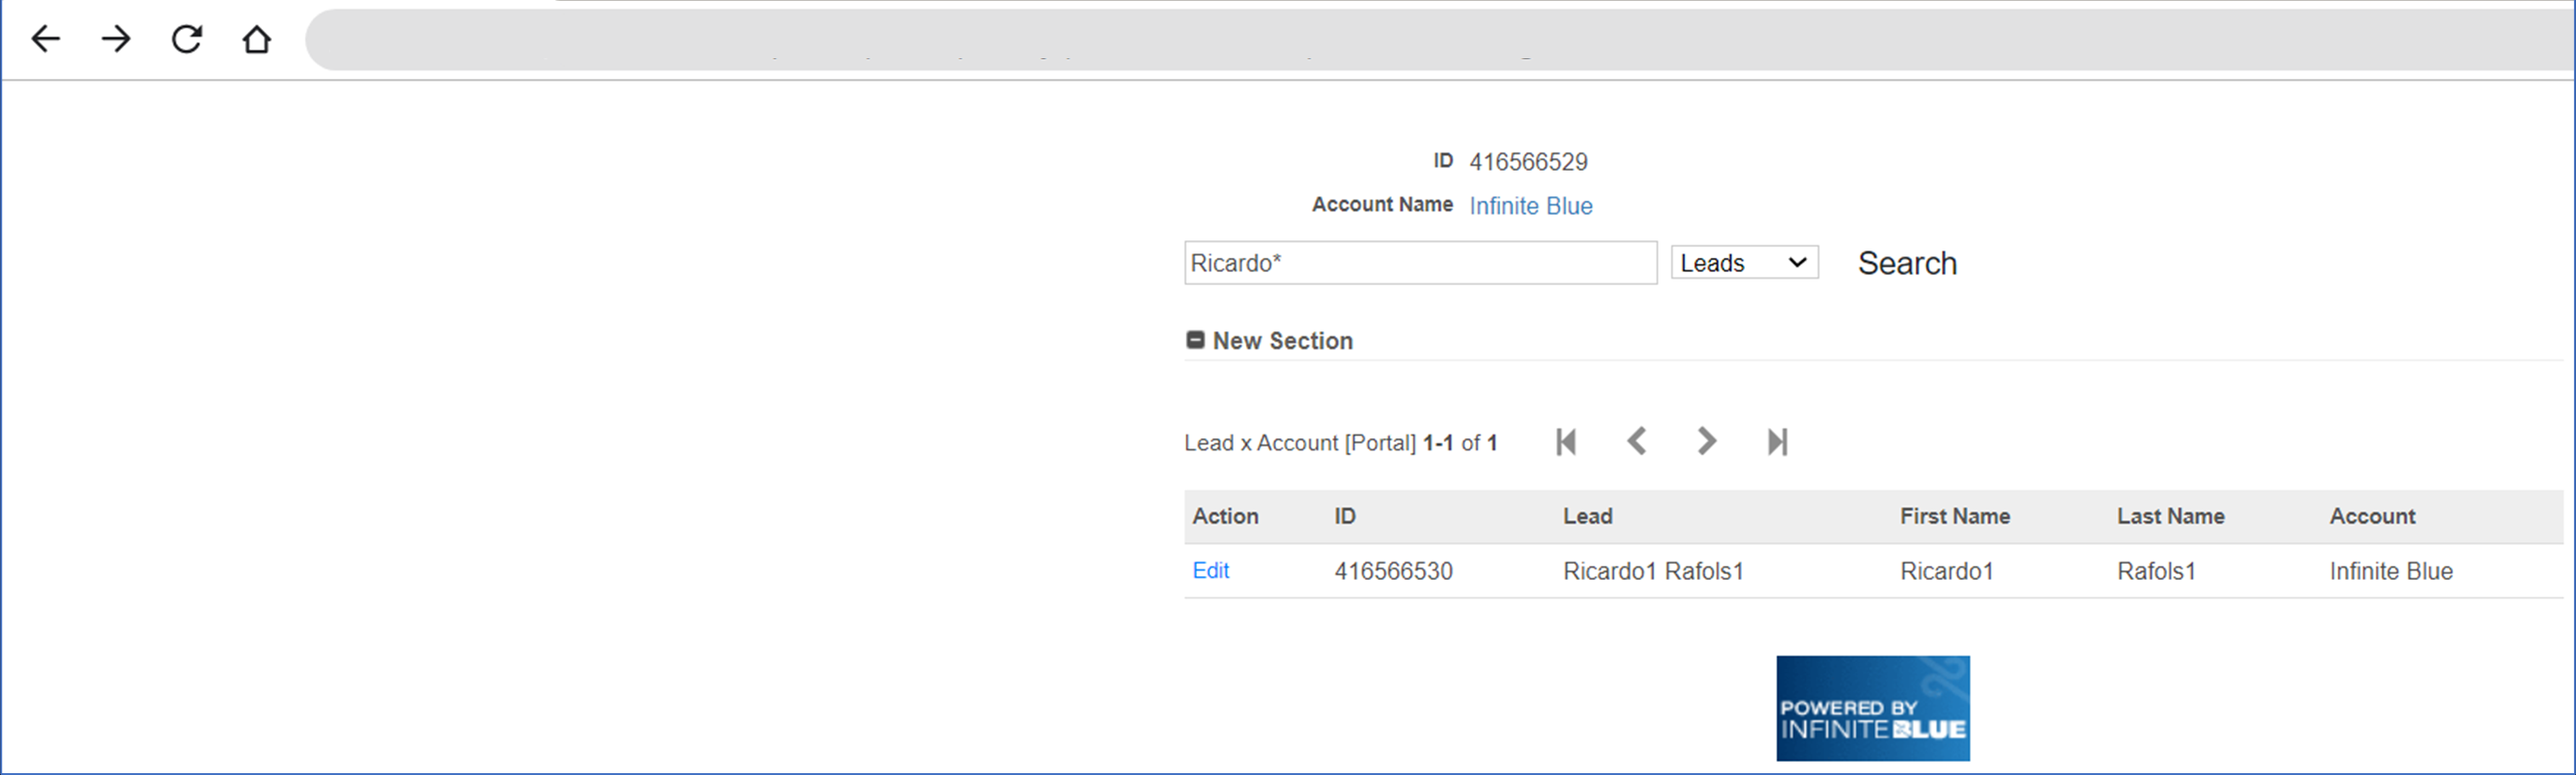 ID 416566529
Account Name Infinite Blue
Ricardo* Leads Search
New Section
Lead x Account [Portal] 1-1 of 1
Action ID Lead First Name Last Name Account
Edit 416566530 Ricardo1 Rafols1 Ricardo1 Rafols1 Infinite Blue
POWERED BY
INFINITE BLUE